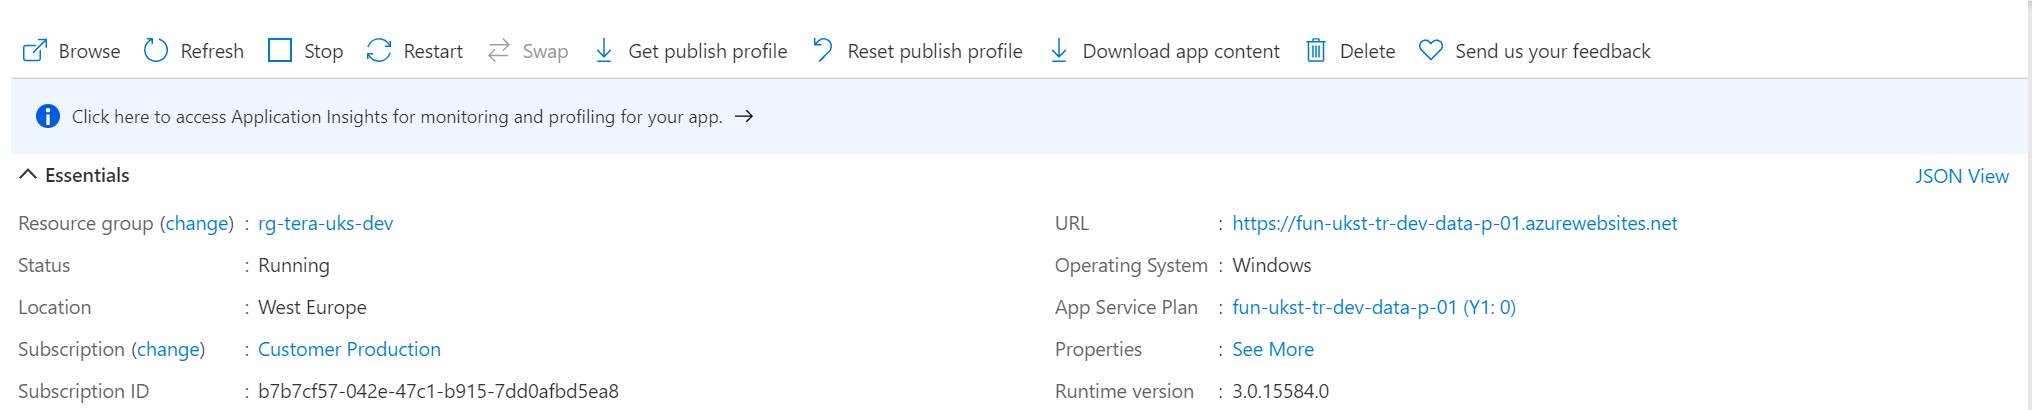 Browse Refresh Stop Restart Swap Get publish profile Reset publish profile Download app content Delete Send us your feedback
Click here to access Application Insights for monitoring and profiling for your app. →
Essentials JSON View
Resource group (change) : rg-tera-uks-dev URL : https://fun-ukst-tr-dev-data-p-01.azurewebsites.net
Status : Running Operating System : Windows
Location : West Europe App Service Plan : fun-ukst-tr-dev-data-p-01 (Y1: 0)
Subscription (change) : Customer Production Properties : See More
Subscription ID : b7b7cf57-042e-47c1-b915-7dd0afbd5ea8 Runtime version : 3.0.15584.0